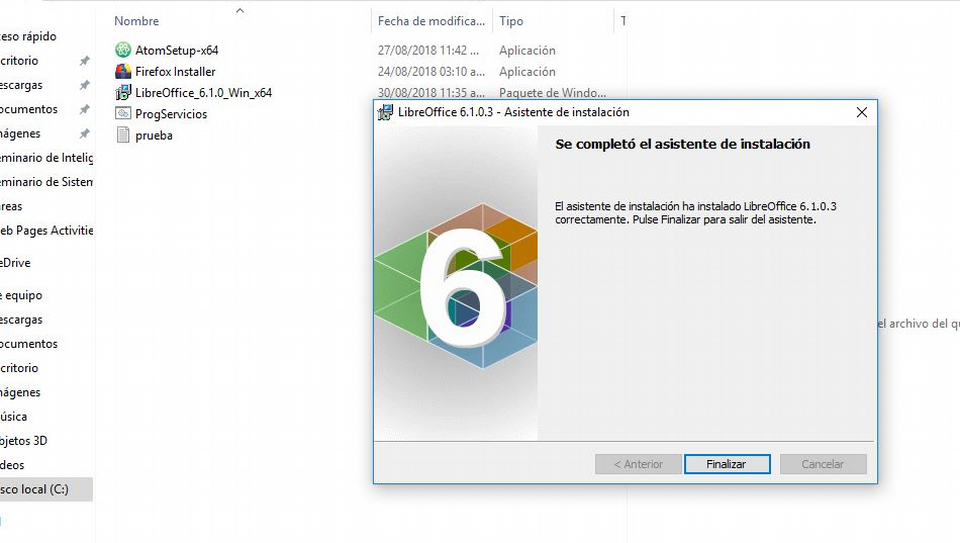 Nombre
Fecha de modifica...
Tipo
T
AtomSetup-x64
27/08/2018 11:42 ...
Aplicación
Firefox Installer
24/08/2018 03:10 a...
Aplicación
LibreOffice_6.1.0_Win_x64
30/08/2018 11:35 a...
Paquete de Windo...
ProgServicios
prueba
ceso rápido
critorio
escargas
ocumentos
nágenes
eminario de Intelig
eminario de Sistem
areas
eb Pages Activitie
eDrive
e equipo
escargas
ocumentos
critorio
nágenes
úsica
bjetos 3D
deos
sco local (C:)
LibreOffice 6.1.0.3 - Asistente de instalación
Se completó el asistente de instalación
El asistente de instalación ha instalado LibreOffice 6.1.0.3
correctamente. Pulse Finalizar para salir del asistente.
6
el archivo del qu
< Anterior
Finalizar
Cancelar